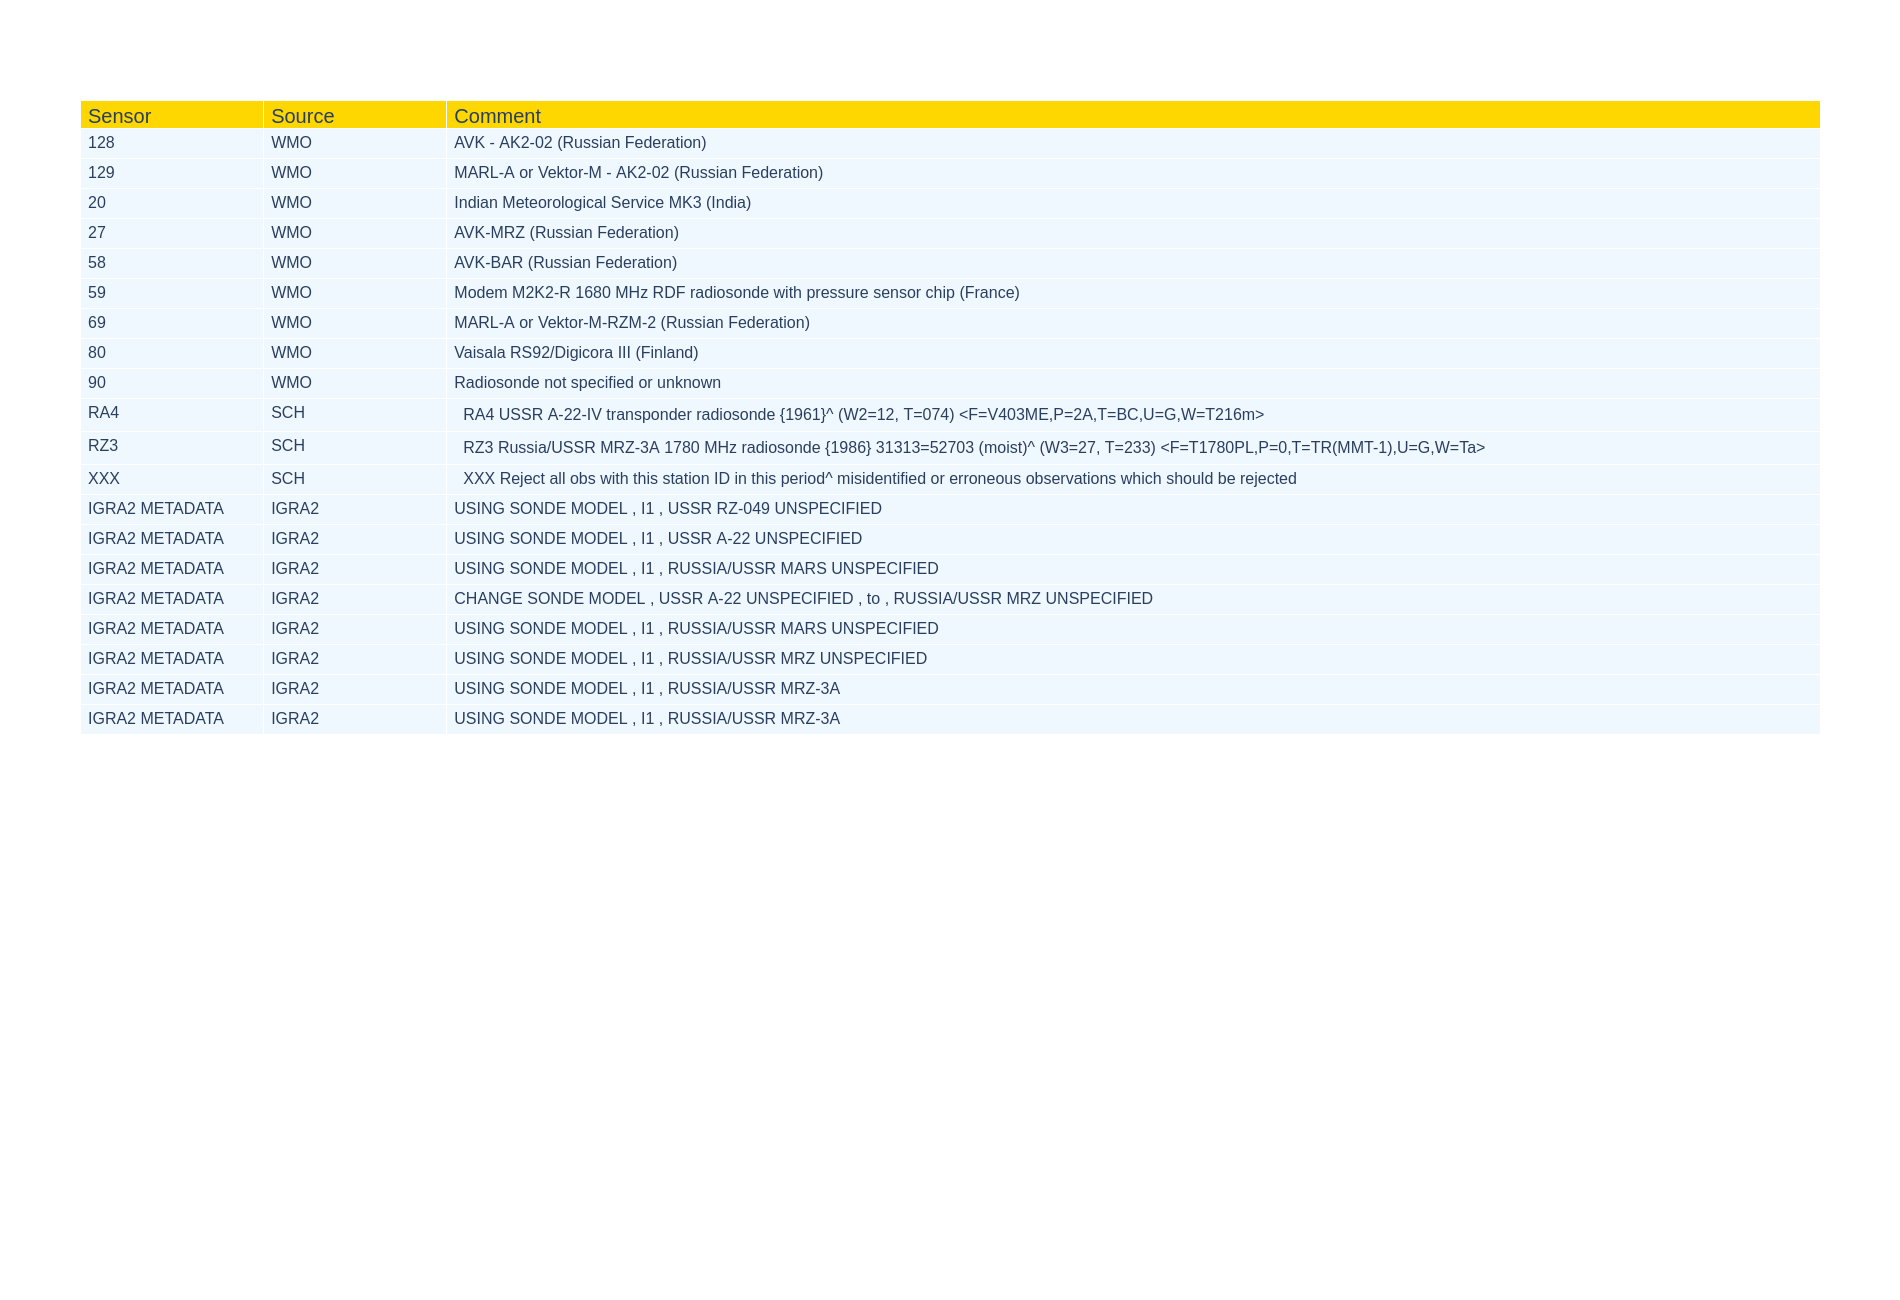 Sensor Source Comment
128 WMO AVK - AK2-02 (Russian Federation)
129 WMO MARL-A or Vektor-M - AK2-02 (Russian Federation)
20 WMO Indian Meteorological Service MK3 (India)
27 WMO AVK-MRZ (Russian Federation)
58 WMO AVK-BAR (Russian Federation)
59 WMO Modem M2K2-R 1680 MHz RDF radiosonde with pressure sensor chip (France)
69 WMO MARL-A or Vektor-M-RZM-2 (Russian Federation)
80 WMO Vaisala RS92/Digicora III (Finland)
90 WMO Radiosonde not specified or unknown
RA4 SCH RA4 USSR A-22-IV transponder radiosonde {1961}^ (W2=12, T=074) <F=V403ME,P=2A,T=BC,U=G,W=T216m>
RZ3 SCH RZ3 Russia/USSR MRZ-3A 1780 MHz radiosonde {1986} 31313=52703 (moist)^ (W3=27, T=233) <F=T1780PL,P=0,T=TR(MMT-1),U=G,W=Ta>
XXX SCH XXX Reject all obs with this station ID in this period^ misidentified or erroneous observations which should be rejected
IGRA2 METADATA IGRA2 USING SONDE MODEL , I1 , USSR RZ-049 UNSPECIFIED
IGRA2 METADATA IGRA2 USING SONDE MODEL , I1 , USSR A-22 UNSPECIFIED
IGRA2 METADATA IGRA2 USING SONDE MODEL , I1 , RUSSIA/USSR MARS UNSPECIFIED
IGRA2 METADATA IGRA2 CHANGE SONDE MODEL , USSR A-22 UNSPECIFIED , to , RUSSIA/USSR MRZ UNSPECIFIED
IGRA2 METADATA IGRA2 USING SONDE MODEL , I1 , RUSSIA/USSR MARS UNSPECIFIED
IGRA2 METADATA IGRA2 USING SONDE MODEL , I1 , RUSSIA/USSR MRZ UNSPECIFIED
IGRA2 METADATA IGRA2 USING SONDE MODEL , I1 , RUSSIA/USSR MRZ-3A
IGRA2 METADATA IGRA2 USING SONDE MODEL , I1 , RUSSIA/USSR MRZ-3A